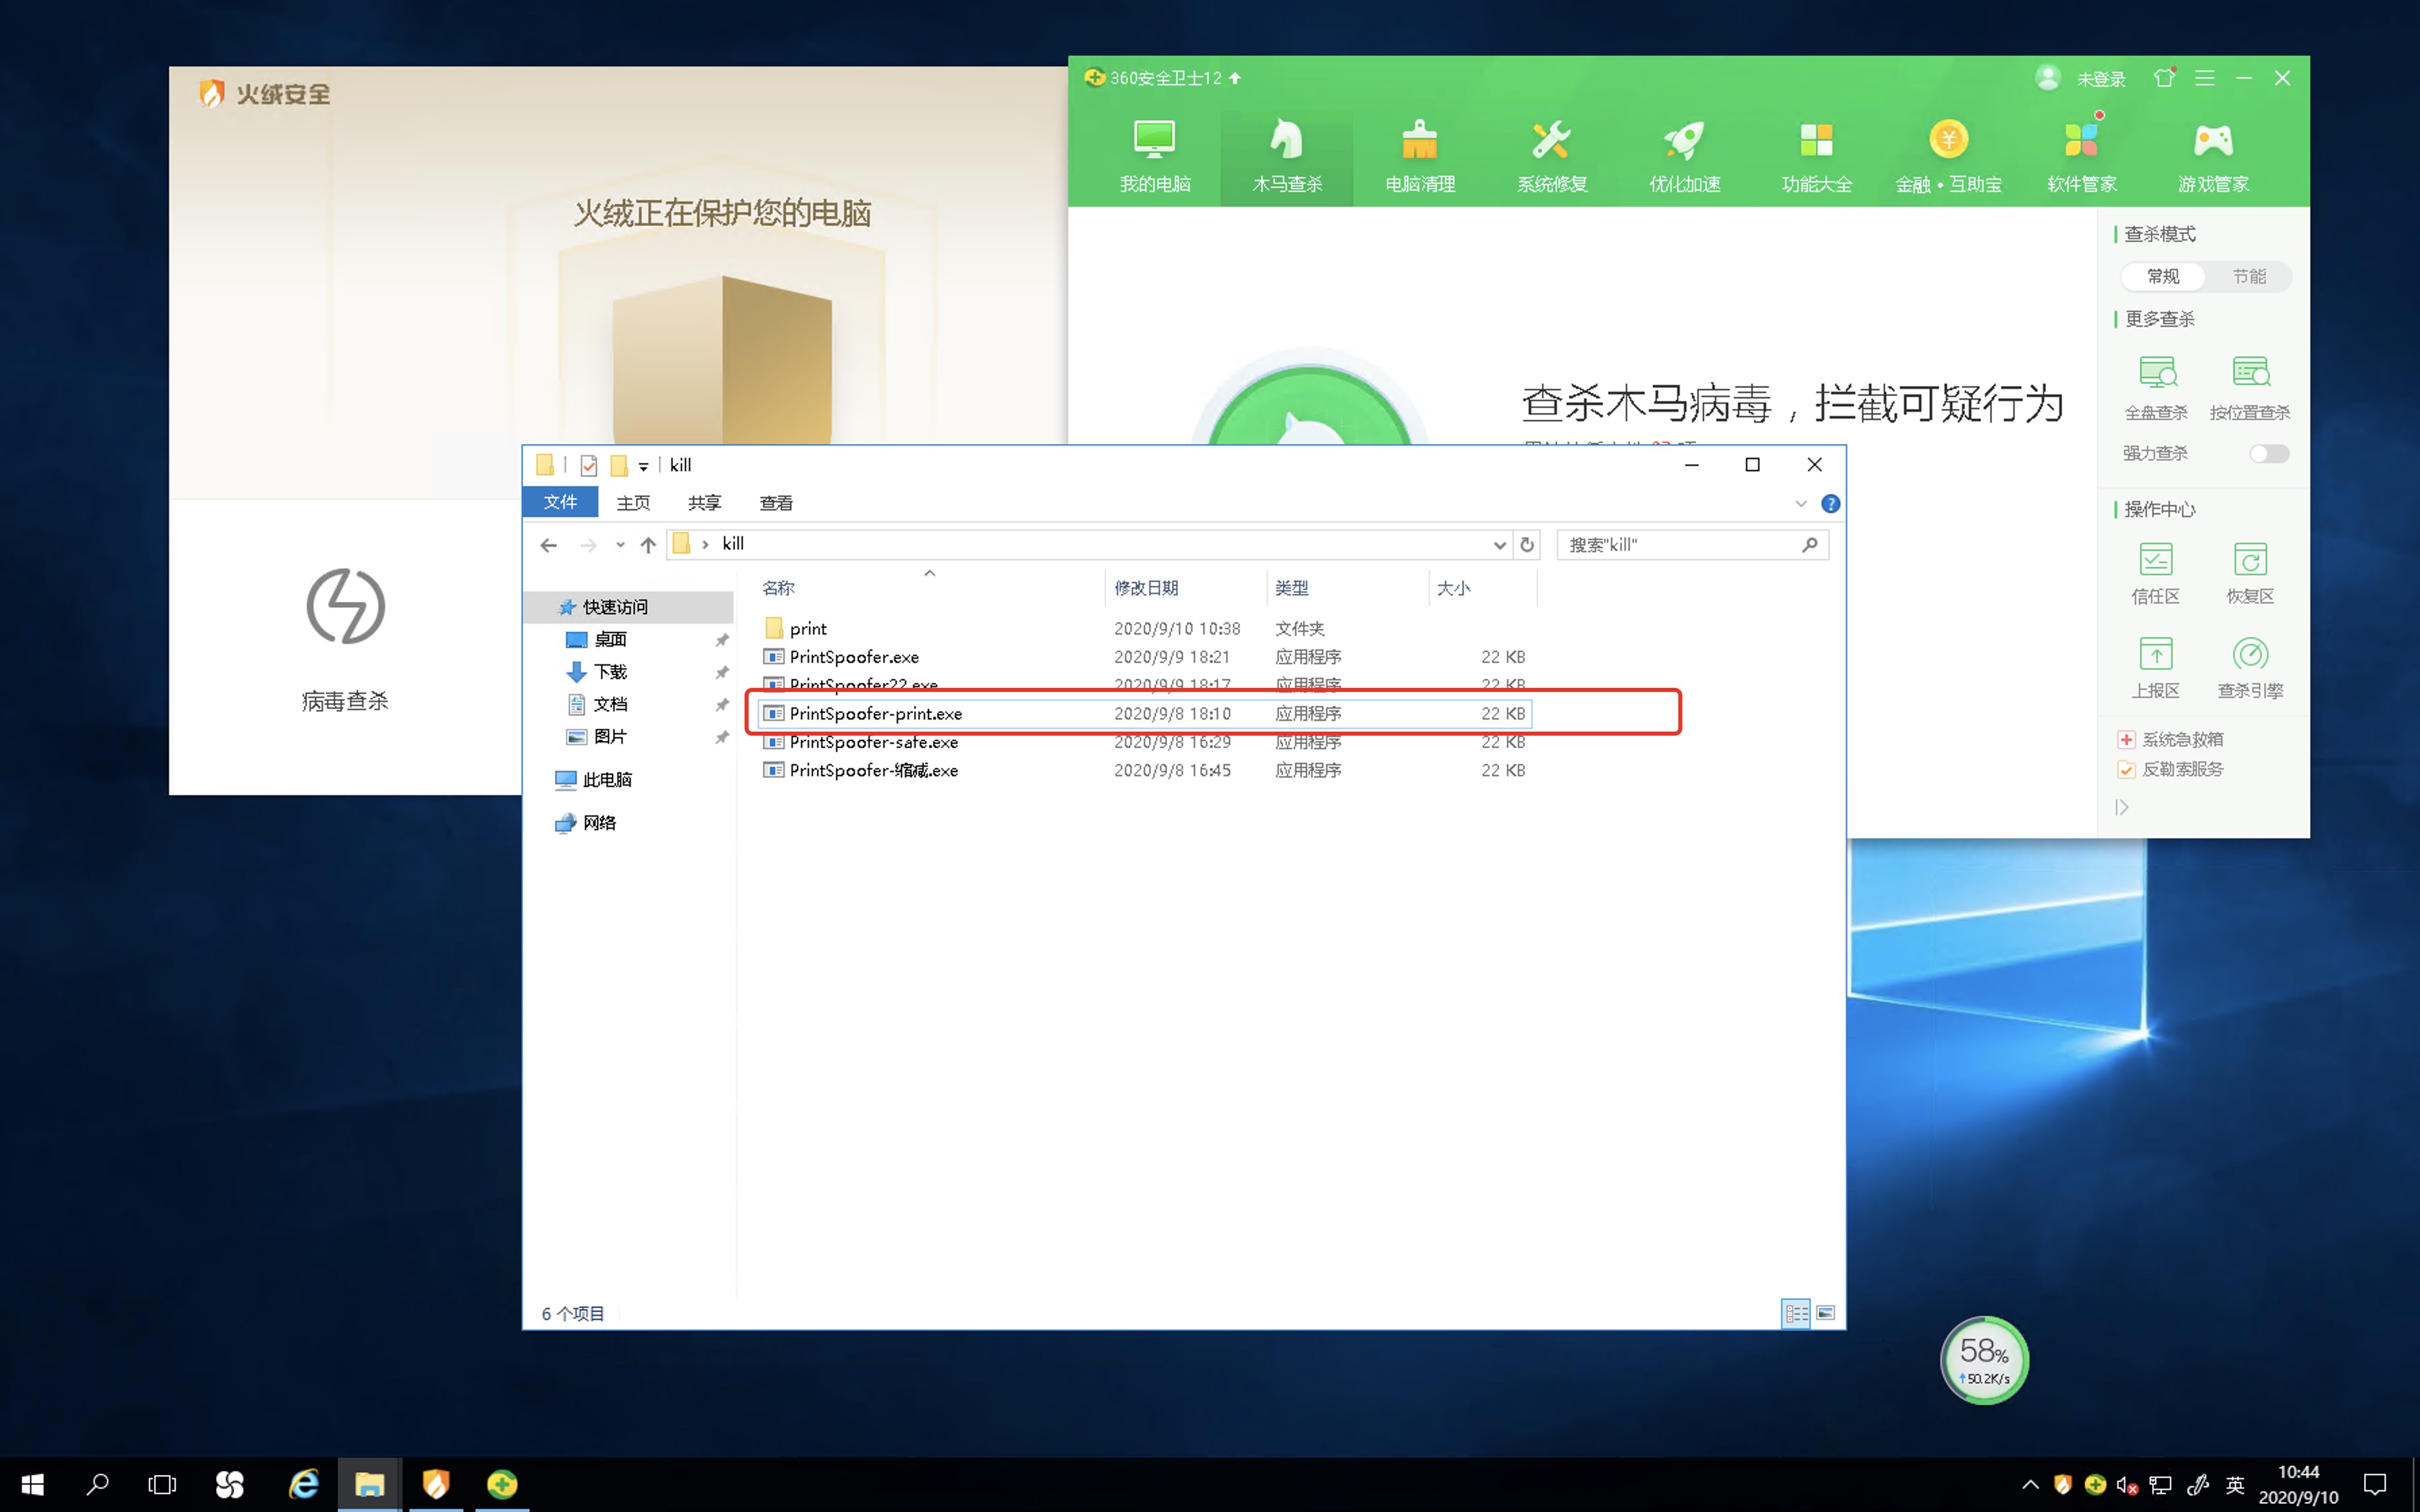 火绒安全
火绒正在保护您的电脑
病毒查杀
360安全卫士12
未登录
我的电脑
木马查杀
电脑清理
系统修复
优化加速
功能大全
金融•互助宝
软件管家
游戏管家
查杀木马病毒，拦截可疑行为
查杀模式
常规 节能
更多查杀
全盘查杀 按位置查杀
强力查杀
操作中心
信任区 恢复区
上报区 查杀引擎
系统急救箱
反勒索服务
kill
文件 主页 共享 查看
kill
搜索"kill"
快速访问
桌面
下载
文档
图片
此电脑
网络
名称 修改日期 类型 大小
print 2020/9/10 10:38 文件夹
PrintSpoofer.exe 2020/9/9 18:21 应用程序 22 KB
PrintSpoofer22.exe 2020/9/9 18:17 应用程序 22 KB
PrintSpoofer-print.exe 2020/9/8 18:10 应用程序 22 KB
PrintSpoofer-safe.exe 2020/9/8 16:29 应用程序 22 KB
PrintSpoofer-缩减.exe 2020/9/8 16:45 应用程序 22 KB
6 个项目
58%
50.2K/s
英
10:44
2020/9/10